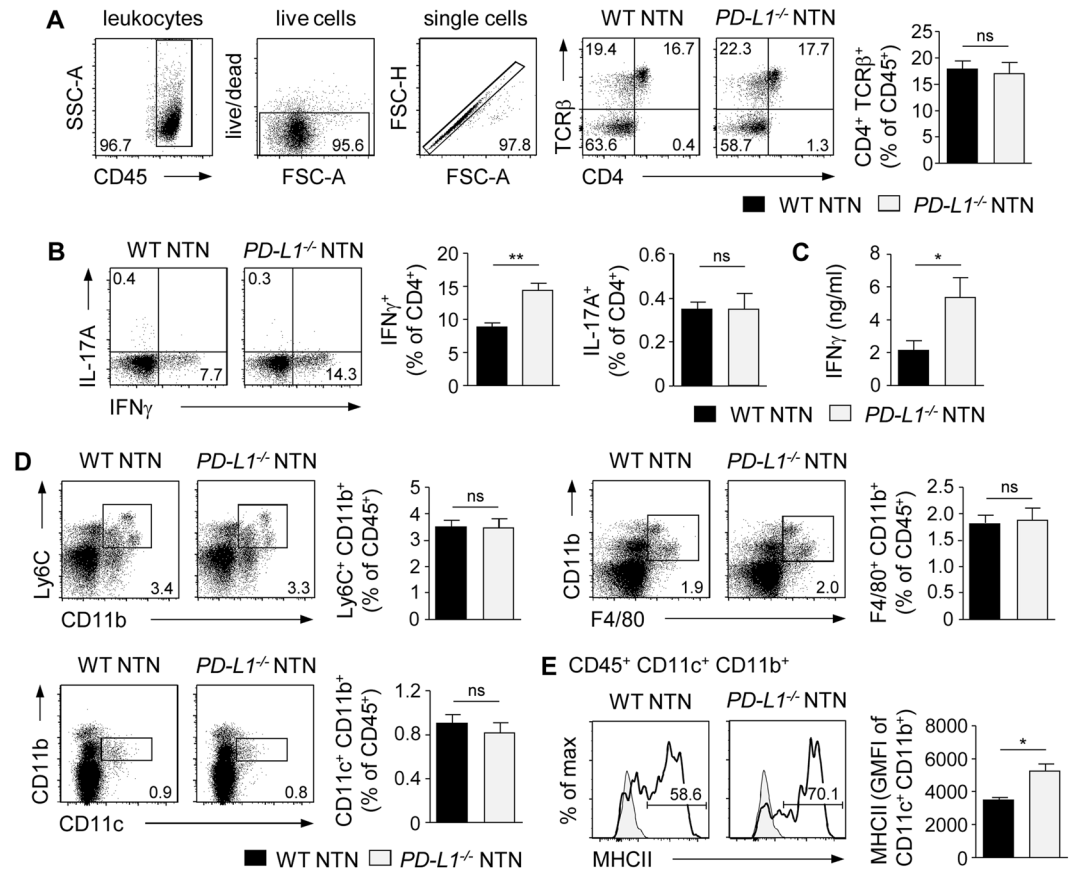 A
leukocytes
live cells
single cells
WT NTN
PD-L1-/- NTN
SSC-A
96.7
CD45
live/dead
95.6
FSC-A
FSC-H
97.8
FSC-A
TCRβ
19.4
16.7
63.6
0.4
22.3
17.7
58.7
1.3
CD4
CD4+ TCRβ+
(% of CD45+)
25
20
15
10
5
0
ns
WT NTN
PD-L1-/- NTN
B
WT NTN
PD-L1-/- NTN
IL-17A
0.4
7.7
0.3
14.3
IFNγ
IFNγ+
(% of CD4+)
20
15
10
5
0
**
IL-17A+
(% of CD4+)
0.6
0.4
0.2
0
ns
C
IFNγ (ng/ml)
8
6
4
2
0
*
WT NTN
PD-L1-/- NTN
D
WT NTN
PD-L1-/- NTN
Ly6C
3.4
3.3
CD11b
Ly6C+ CD11b+
(% of CD45+)
5
4
3
2
1
0
ns
WT NTN
PD-L1-/- NTN
CD11b
1.9
2.0
F4/80
F4/80+ CD11b+
(% of CD45+)
2.5
2.0
1.5
1.0
0.5
0
ns
WT NTN
PD-L1-/- NTN
CD11b
0.9
0.8
CD11c
CD11c+ CD11b+
(% of CD45+)
1.2
0.8
0.4
0
ns
WT NTN
PD-L1-/- NTN
E
CD45+ CD11c+ CD11b+
WT NTN
PD-L1-/- NTN
% of max
58.6
70.1
MHCII
MHCII (GMFI of
CD11c+ CD11b+)
8000
6000
4000
2000
0
*